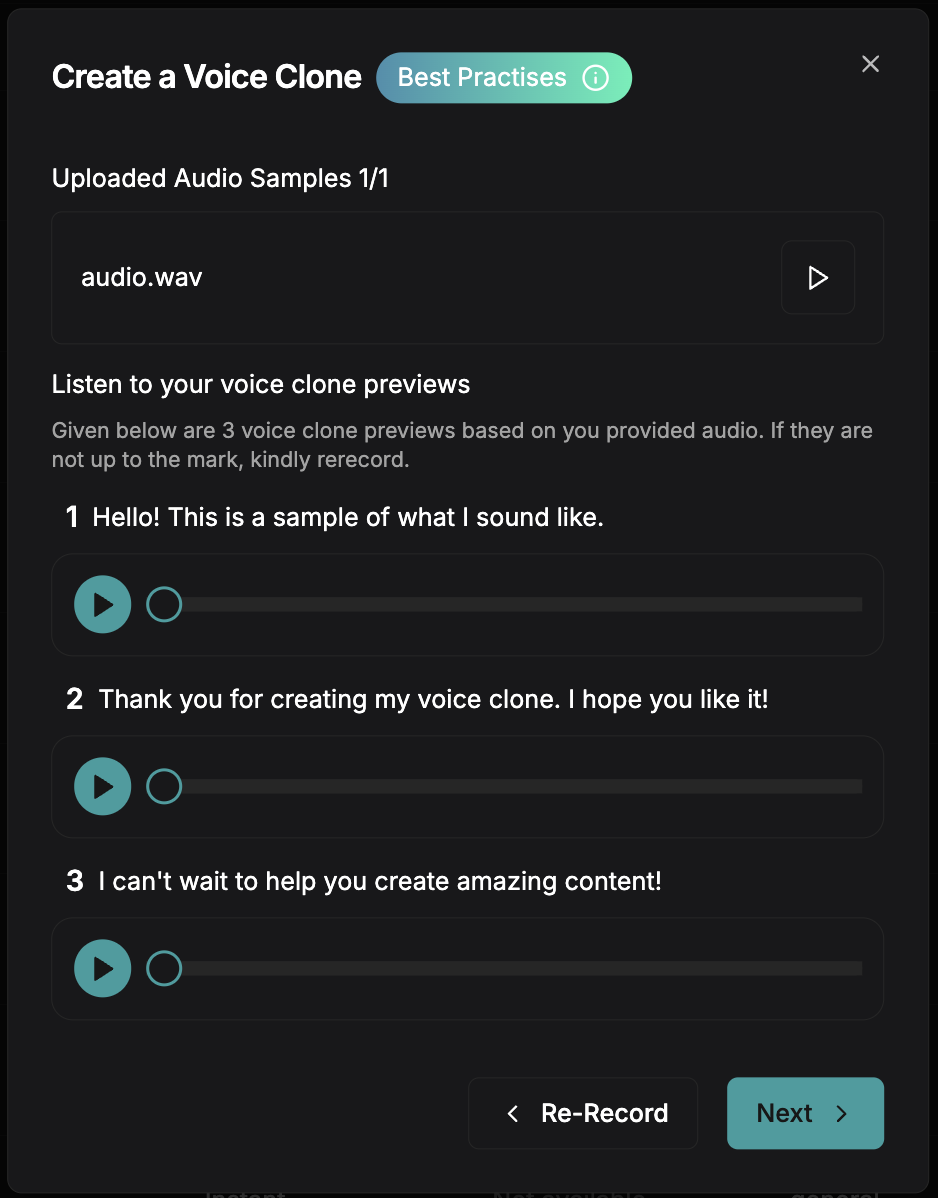 Create a Voice Clone
Best Practises
Uploaded Audio Samples 1/1
audio.wav
Listen to your voice clone previews
Given below are 3 voice clone previews based on you provided audio. If they are
not up to the mark, kindly rerecord.
1 Hello! This is a sample of what I sound like.
2 Thank you for creating my voice clone. I hope you like it!
3 I can't wait to help you create amazing content!
Re-Record
Next